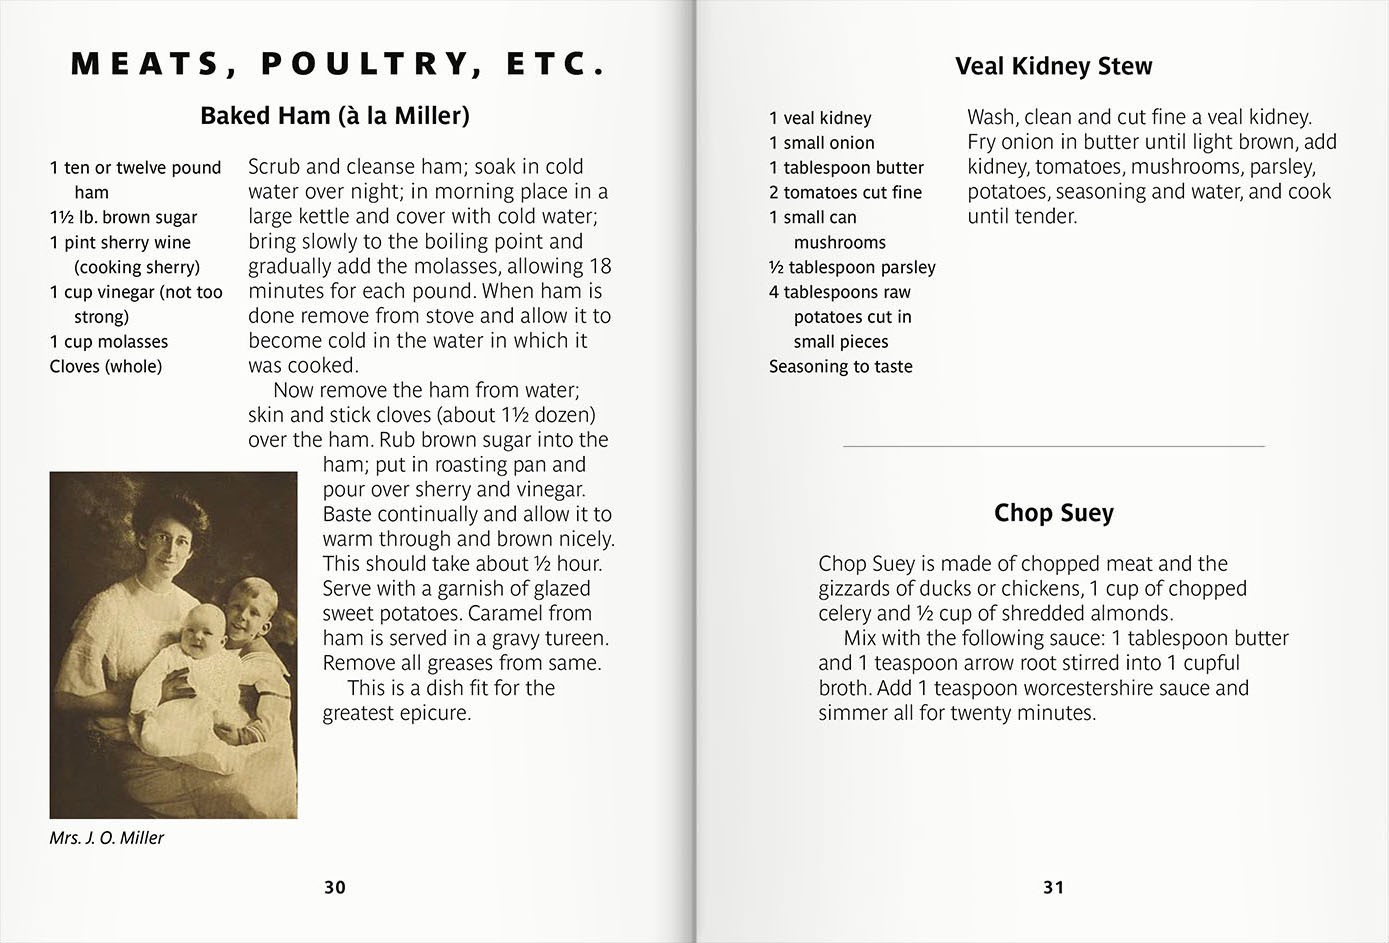 MEATS, POULTRY, ETC.
Baked Ham (à la Miller)
1 ten or twelve pound
ham
1½ lb. brown sugar
1 pint sherry wine
(cooking sherry)
1 cup vinegar (not too
strong)
1 cup molasses
Cloves (whole)
Scrub and cleanse ham; soak in cold
water over night; in morning place in a
large kettle and cover with cold water;
bring slowly to the boiling point and
gradually add the molasses, allowing 18
minutes for each pound. When ham is
done remove from stove and allow it to
become cold in the water in which it
was cooked.
Now remove the ham from water;
skin and stick cloves (about 1½ dozen)
over the ham. Rub brown sugar into the
ham; put in roasting pan and
pour over sherry and vinegar.
Baste continually and allow it to
warm through and brown nicely.
This should take about ½ hour.
Serve with a garnish of glazed
sweet potatoes. Caramel from
ham is served in a gravy tureen.
Remove all greases from same.
This is a dish fit for the
greatest epicure.
Mrs. J. O. Miller
30
Veal Kidney Stew
1 veal kidney
1 small onion
1 tablespoon butter
2 tomatoes cut fine
1 small can
mushrooms
½ tablespoon parsley
4 tablespoons raw
potatoes cut in
small pieces
Seasoning to taste
Wash, clean and cut fine a veal kidney.
Fry onion in butter until light brown, add
kidney, tomatoes, mushrooms, parsley,
potatoes, seasoning and water, and cook
until tender.
Chop Suey
Chop Suey is made of chopped meat and the
gizzards of ducks or chickens, 1 cup of chopped
celery and ½ cup of shredded almonds.
Mix with the following sauce: 1 tablespoon butter
and 1 teaspoon arrow root stirred into 1 cupful
broth. Add 1 teaspoon worcestershire sauce and
simmer all for twenty minutes.
31